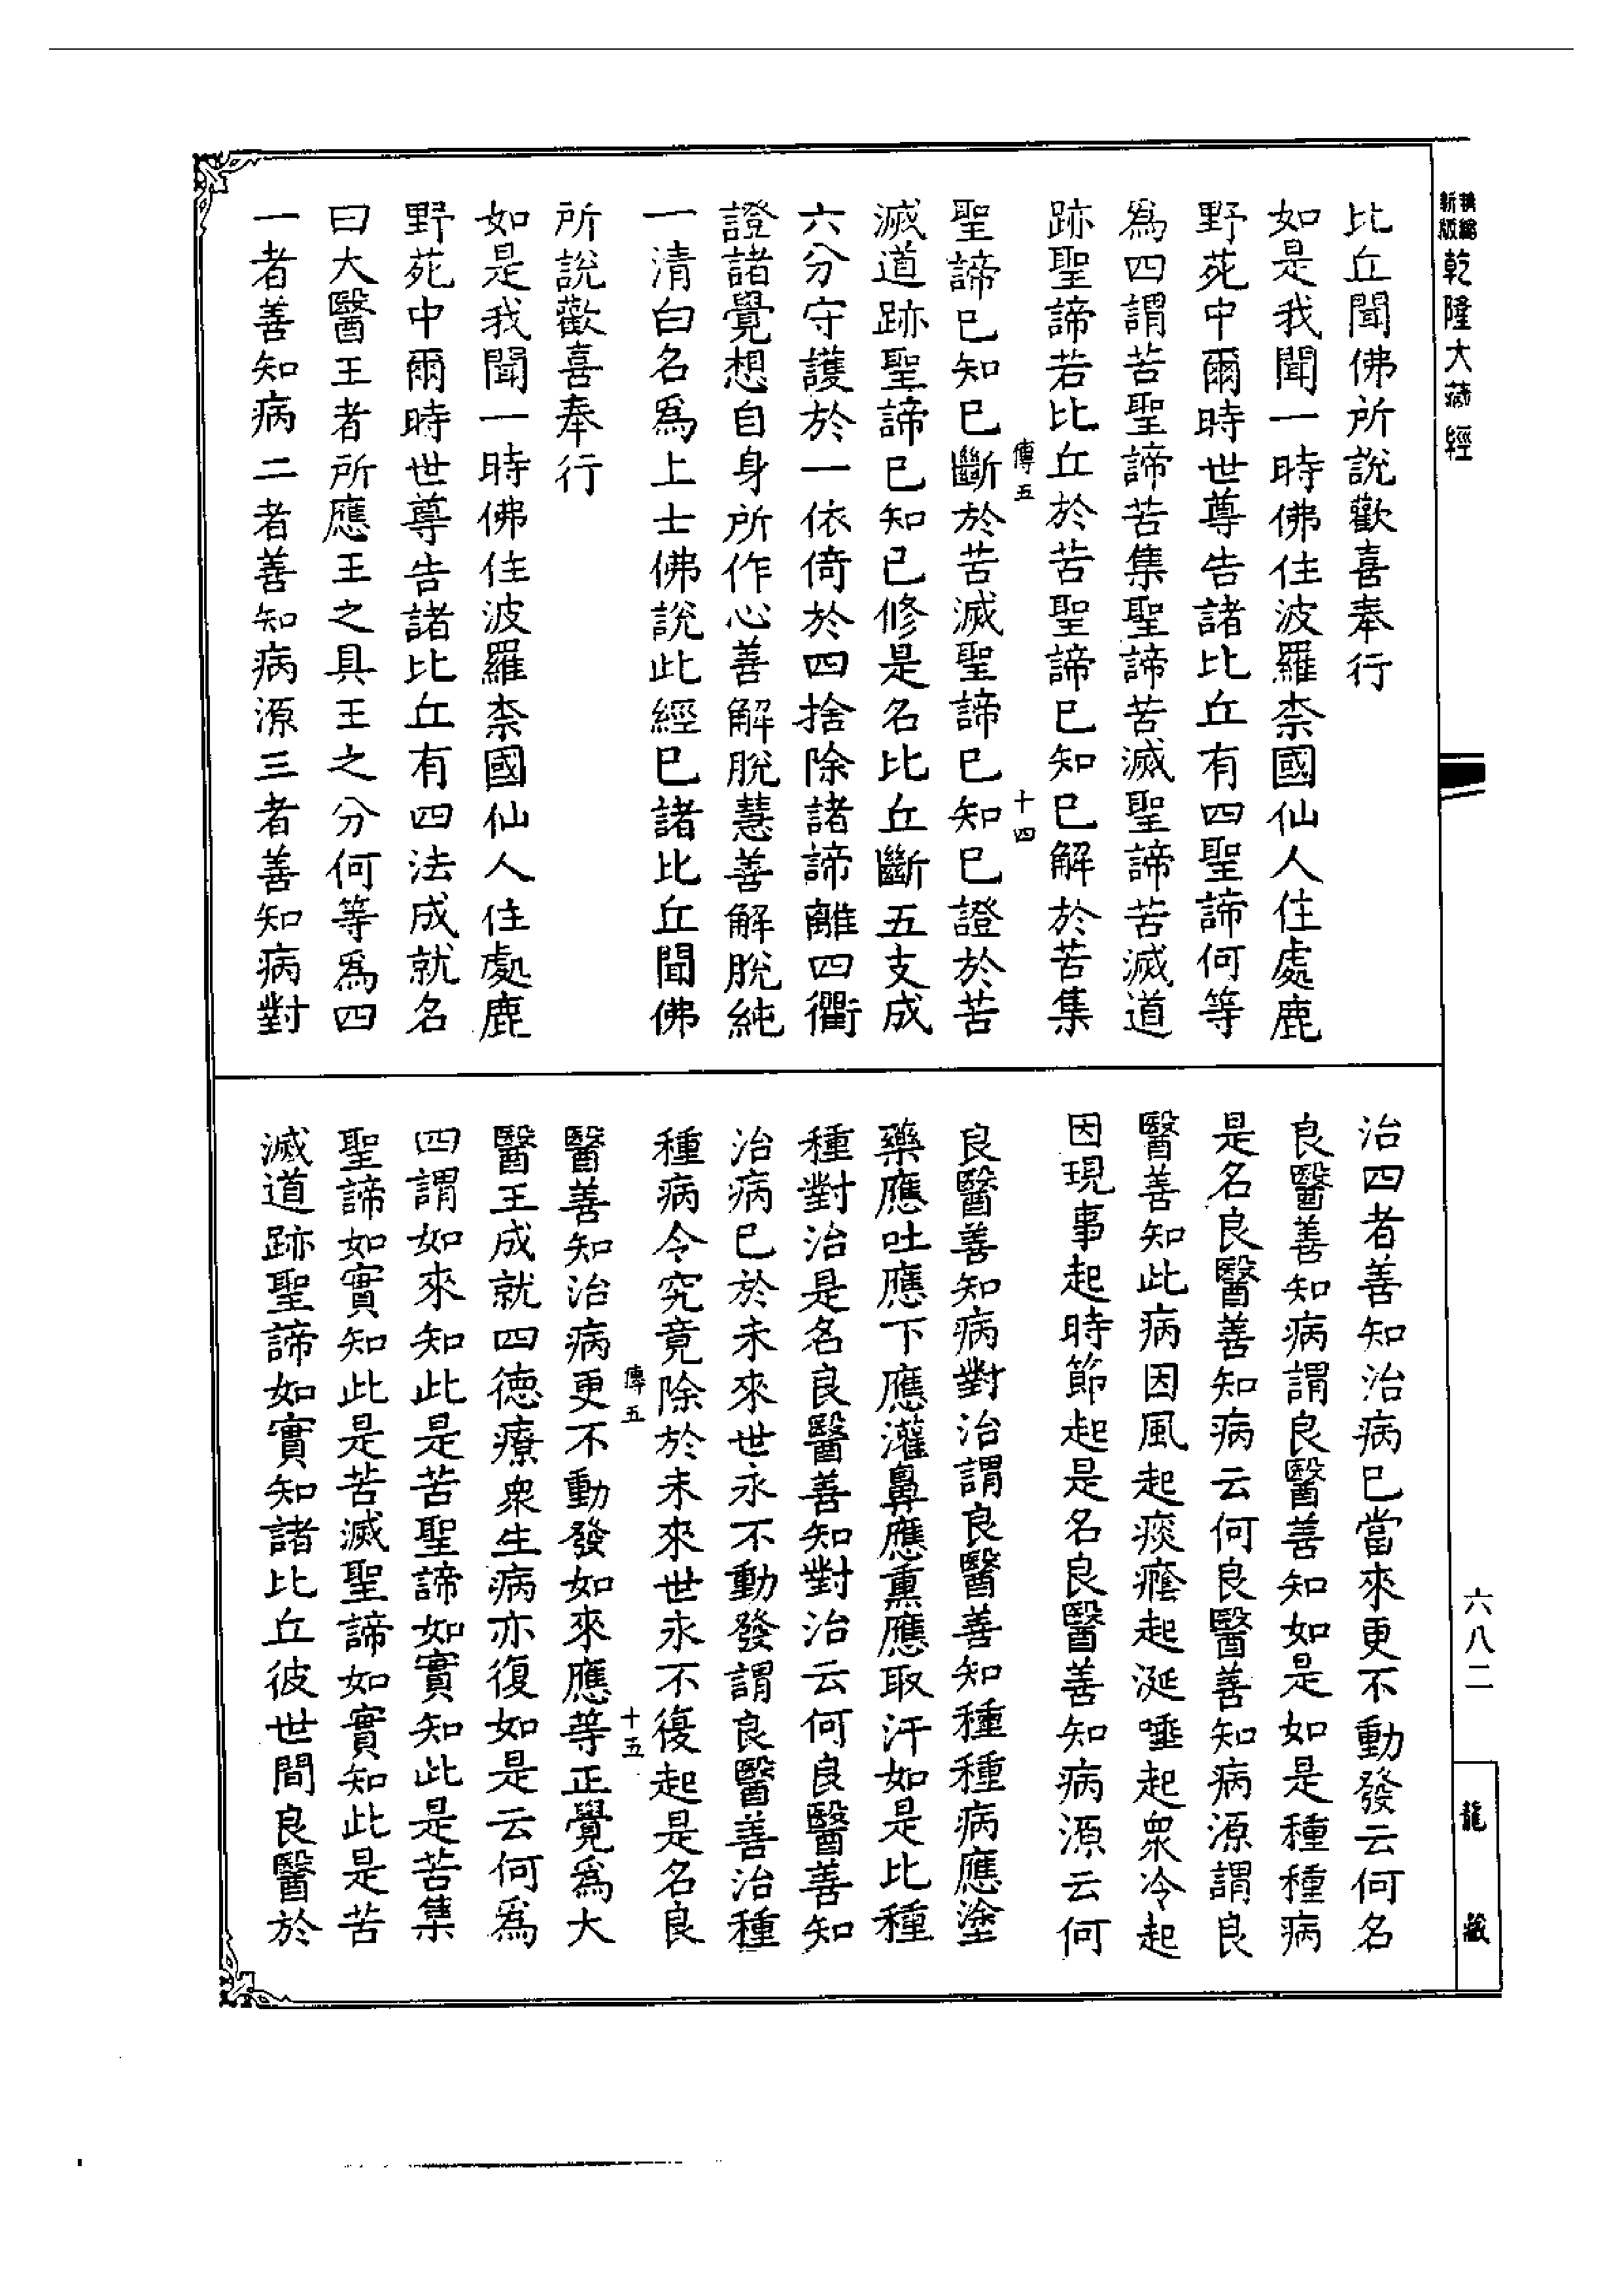 新版
乾隆大藏經
比丘聞佛所說歡喜奉行
如是我聞一時佛住波羅柰國仙人住處鹿
野苑中爾時世尊告諸比丘有四聖諦何等
為四謂苦聖諦苦集聖諦苦滅聖諦苦滅道
跡聖諦若比丘於苦聖諦已知已解於苦集
傳五 十四
聖諦已知已斷於苦滅聖諦已知已證於苦
滅道跡聖諦已知已修是名比丘斷五支成
六分守護於一依倚於四捨除諸諦離四衢
證諸覺想自身所作心善解脫慧善解脫純
一清白名為上士佛說此經已諸比丘聞佛
所說歡喜奉行
如是我聞一時佛住波羅柰國仙人住處鹿
野苑中爾時世尊告諸比丘有四法成就名
曰大醫王者所應王之具王之分何等為四
一者善知病二者善知病源三者善知病對
治四者善知治病已當來更不動發云何名
良醫善知病謂良醫善知如是如是種種病
是名良醫善知病云何良醫善知病源謂良
醫善知此病因風起痰癊起涎唾起衆冷起
因現事起時節起是名良醫善知病源云何
良醫善知病對治謂良醫善知種種病應塗
藥應吐應下應灌鼻應熏應取汗如是比種
種對治是名良醫善知對治云何良醫善知
治病已於未來世永不動發謂良醫善治種
種病令究竟除於未來世永不復起是名良
傳五 十五
醫善知治病更不動發如來應等正覺為大
醫王成就四德療衆生病亦復如是云何為
四謂如來知此是苦聖諦如實知此是苦集
聖諦如實知此是苦滅聖諦如實知此是苦
滅道跡聖諦如實知諸比丘彼世間良醫於
六八二
龍藏